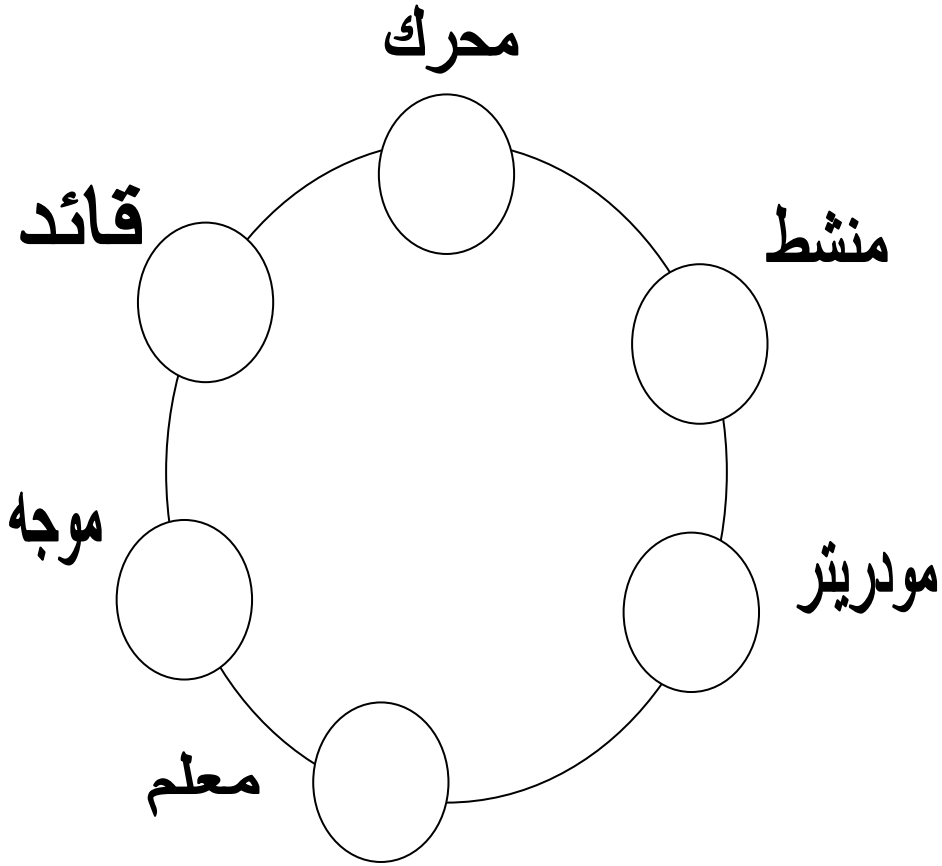 محرك
منشط
قائد
موجه
مودريتر
معلم